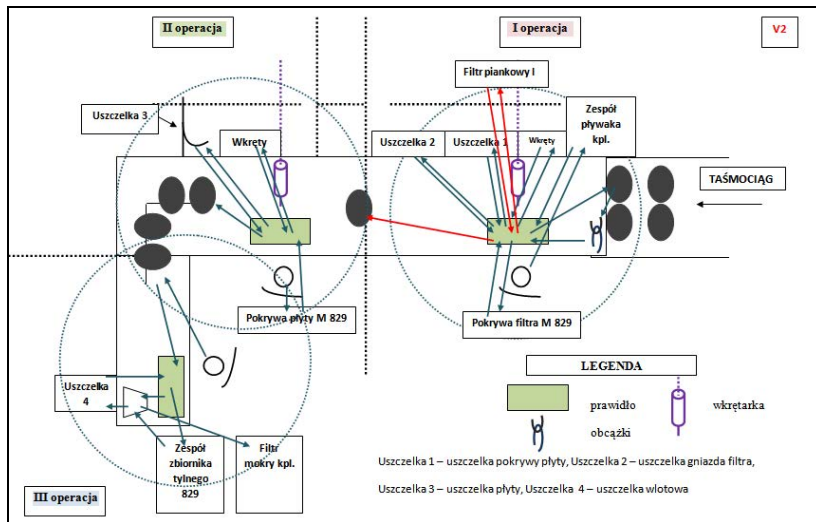 II operacja
I operacja
V2
Filtr piankowy I
Zespół
pływaka
kpl.
Uszczelka 3
Wkręty
Uszczelka 2
Uszczelka 1
Wkręty
TAŚMOCIĄG
Pokrywa płyty M 829
Pokrywa filtra M 829
LEGENDA
Uszczelka
4
prawidło
wkrętarka
obcążki
Zespół
zbiornika
tylnego
829
Filtr
mokry kpl.
Uszczelka 1 – uszczelka pokrywy płyty, Uszczelka 2 – uszczelka gniazda filtra,
Uszczelka 3 – uszczelka płyty, Uszczelka 4 – uszczelka wlotowa
III operacja